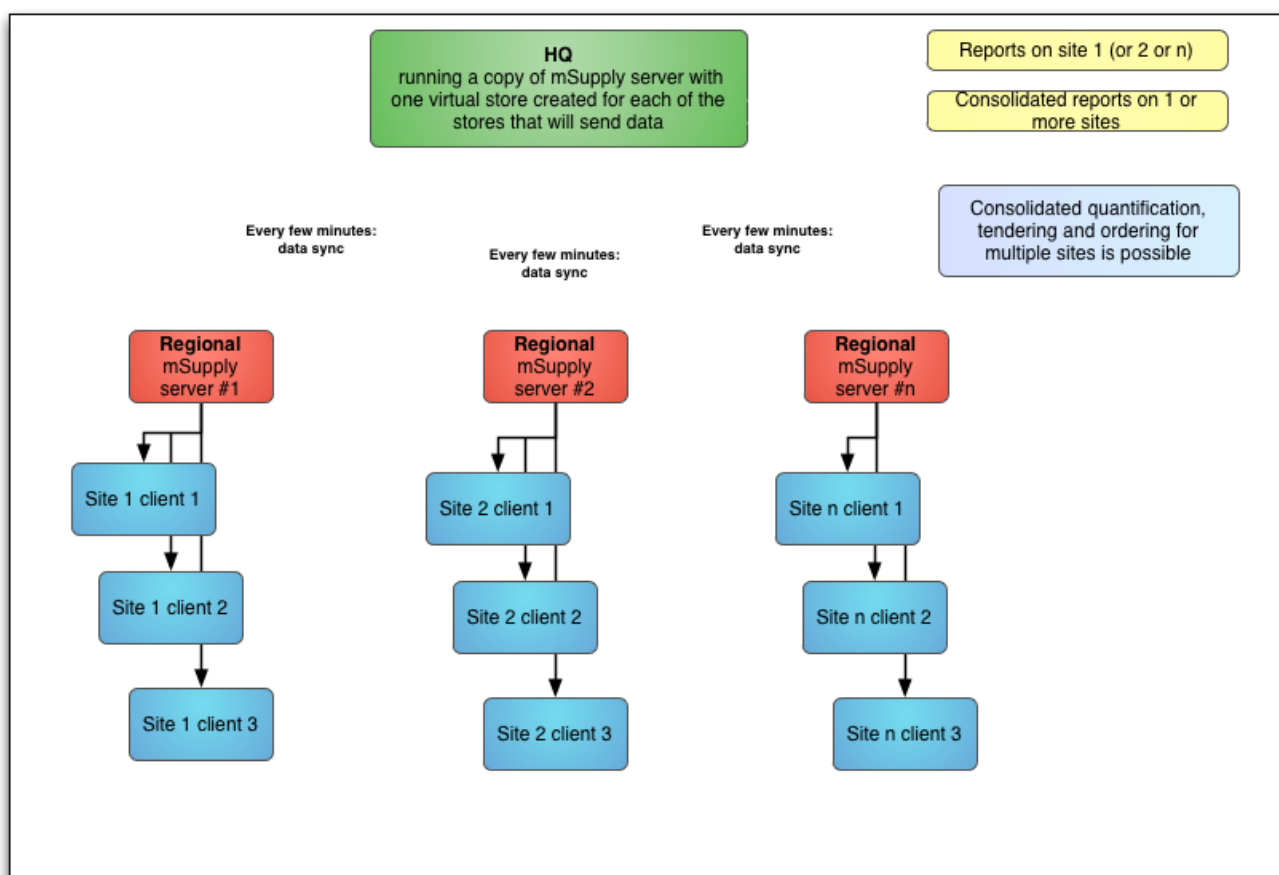 HQ
running a copy of mSupply server with
one virtual store created for each of the
stores that will send data
Reports on site 1 (or 2 or n)
Consolidated reports on 1 or
more sites
Consolidated quantification,
tendering and ordering for
multiple sites is possible
Every few minutes:
data sync
Every few minutes:
data sync
Every few minutes:
data sync
Regional
mSupply
server #1
Regional
mSupply
server #2
Regional
mSupply
server #n
Site 1 client 1
Site 2 client 1
Site n client 1
Site 1 client 2
Site 2 client 2
Site n client 2
Site 1 client 3
Site 2 client 3
Site n client 3